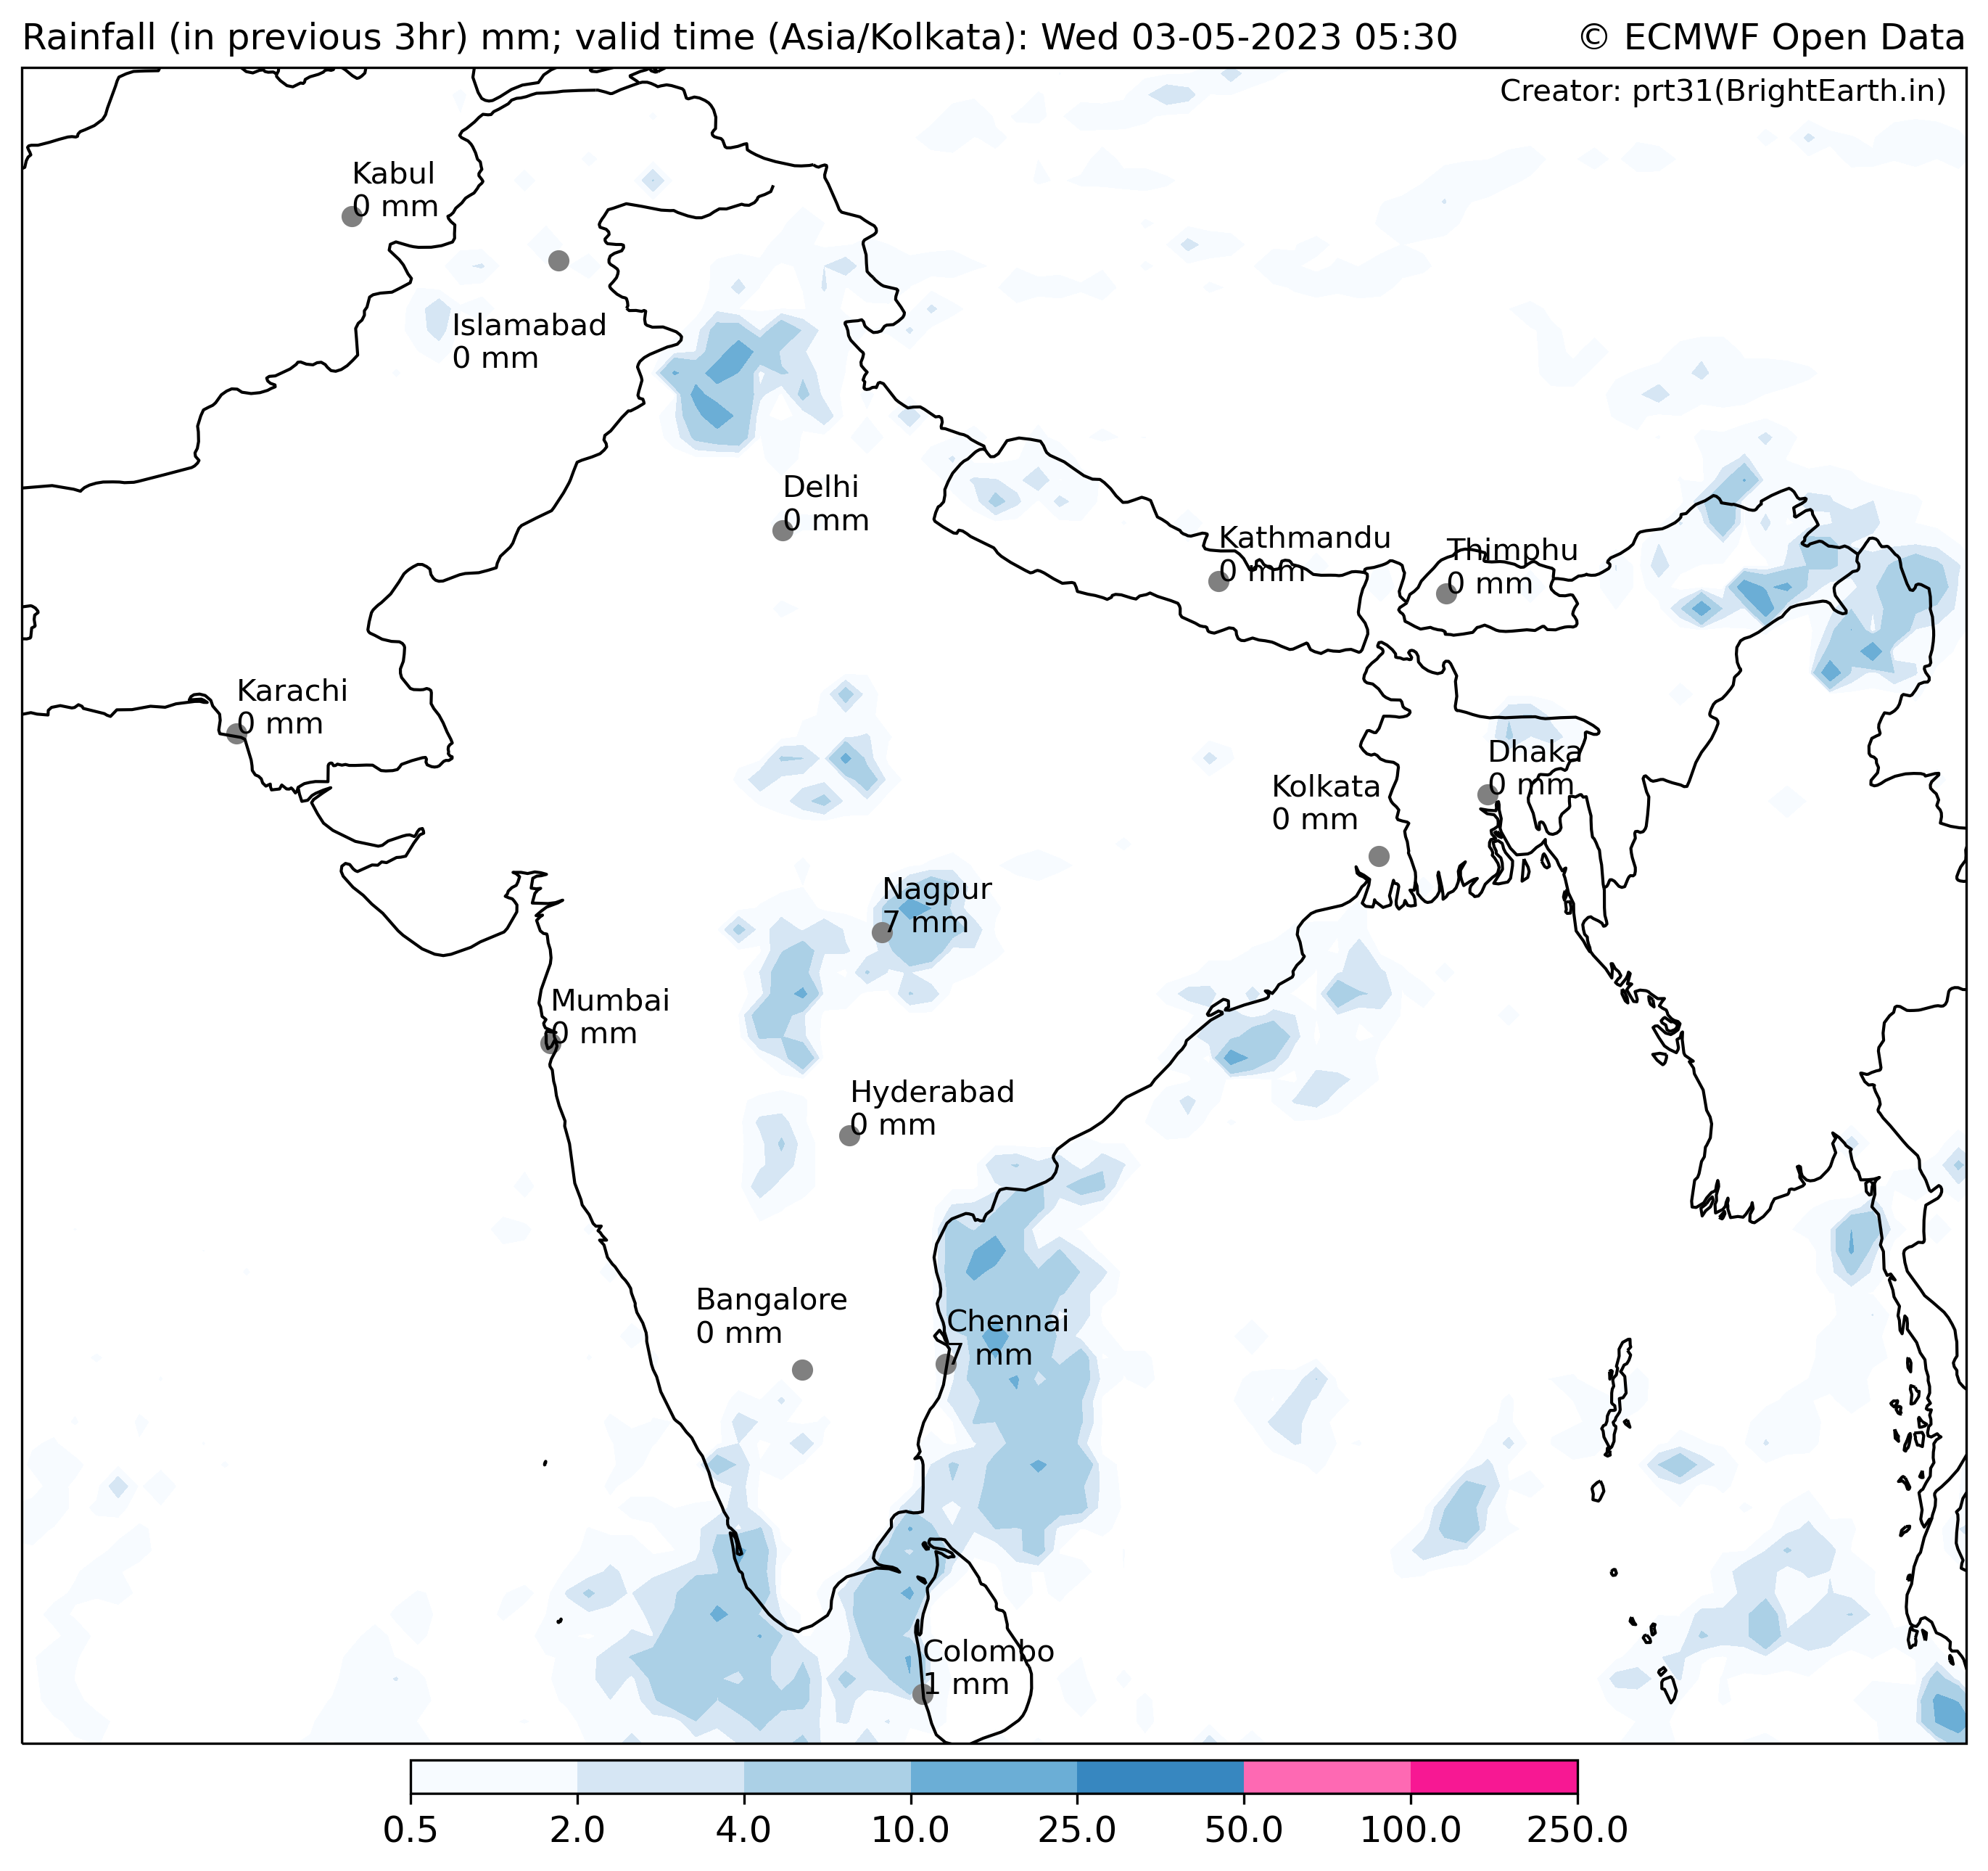 Rainfall (in previous 3hr) mm; valid time (Asia/Kolkata): Wed 03-05-2023 05:30
© ECMWF Open Data
Creator: prt31(BrightEarth.in)
Kabul
0 mm
Islamabad
0 mm
Delhi
0 mm
Kathmandu
0 mm
Thimphu
0 mm
Karachi
0 mm
Dhaka
0 mm
Kolkata
0 mm
Nagpur
7 mm
Mumbai
0 mm
Hyderabad
0 mm
Bangalore
0 mm
Chennai
7 mm
Colombo
1 mm
0.5 2.0 4.0 10.0 25.0 50.0 100.0 250.0